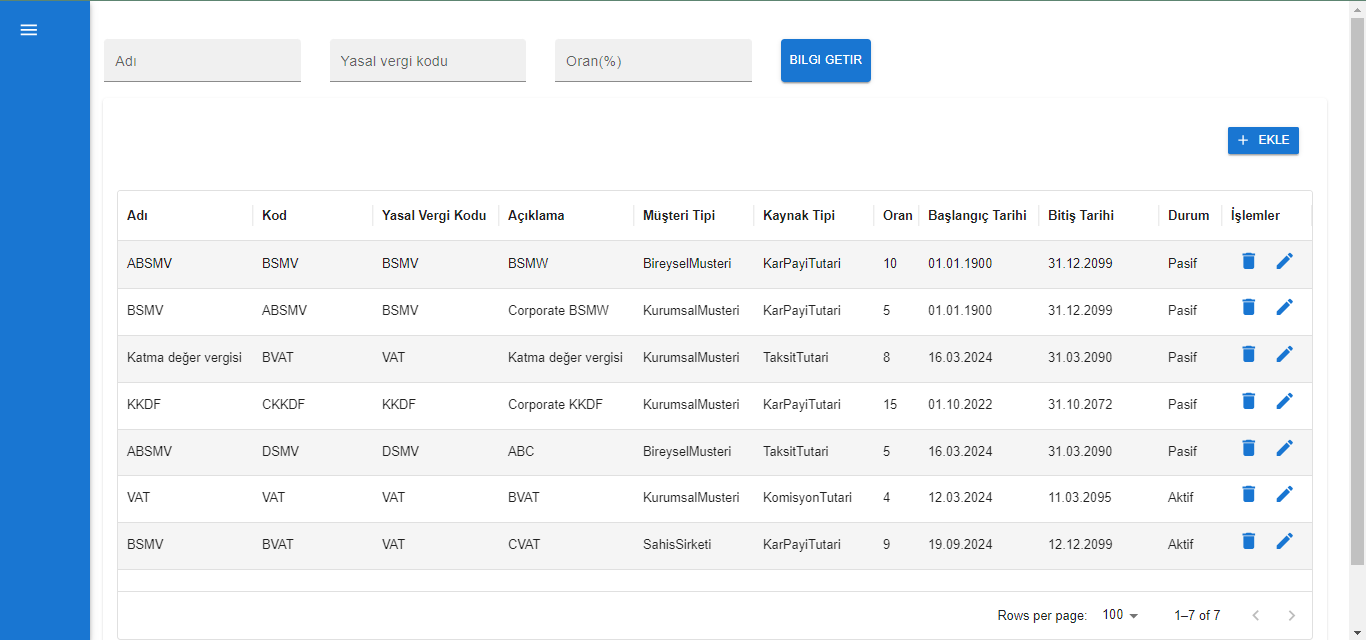 Adı Yasal vergi kodu Oran(%) BILGI GETIR
+ EKLE
Adı Kod Yasal Vergi Kodu Açıklama Müşteri Tipi Kaynak Tipi Oran Başlangıç Tarihi Bitiş Tarihi Durum İşlemler
ABSMV BSMV BSMV BSMW BireyselMusteri KarPayiTutari 10 01.01.1900 31.12.2099 Pasif
BSMV ABSMV BSMV Corporate BSMW KurumsalMusteri KarPayiTutari 5 01.01.1900 31.12.2099 Pasif
Katma değer vergisi BVAT VAT Katma değer vergisi KurumsalMusteri TaksitTutari 8 16.03.2024 31.03.2090 Pasif
KKDF CKKDF KKDF Corporate KKDF KurumsalMusteri KarPayiTutari 15 01.10.2022 31.10.2072 Pasif
ABSMV DSMV DSMV ABC BireyselMusteri TaksitTutari 5 16.03.2024 31.03.2090 Pasif
VAT VAT VAT BVAT KurumsalMusteri KomisyonTutari 4 12.03.2024 11.03.2095 Aktif
BSMV BVAT VAT CVAT SahisSirketi KarPayiTutari 9 19.09.2024 12.12.2099 Aktif
Rows per page: 100 1–7 of 7